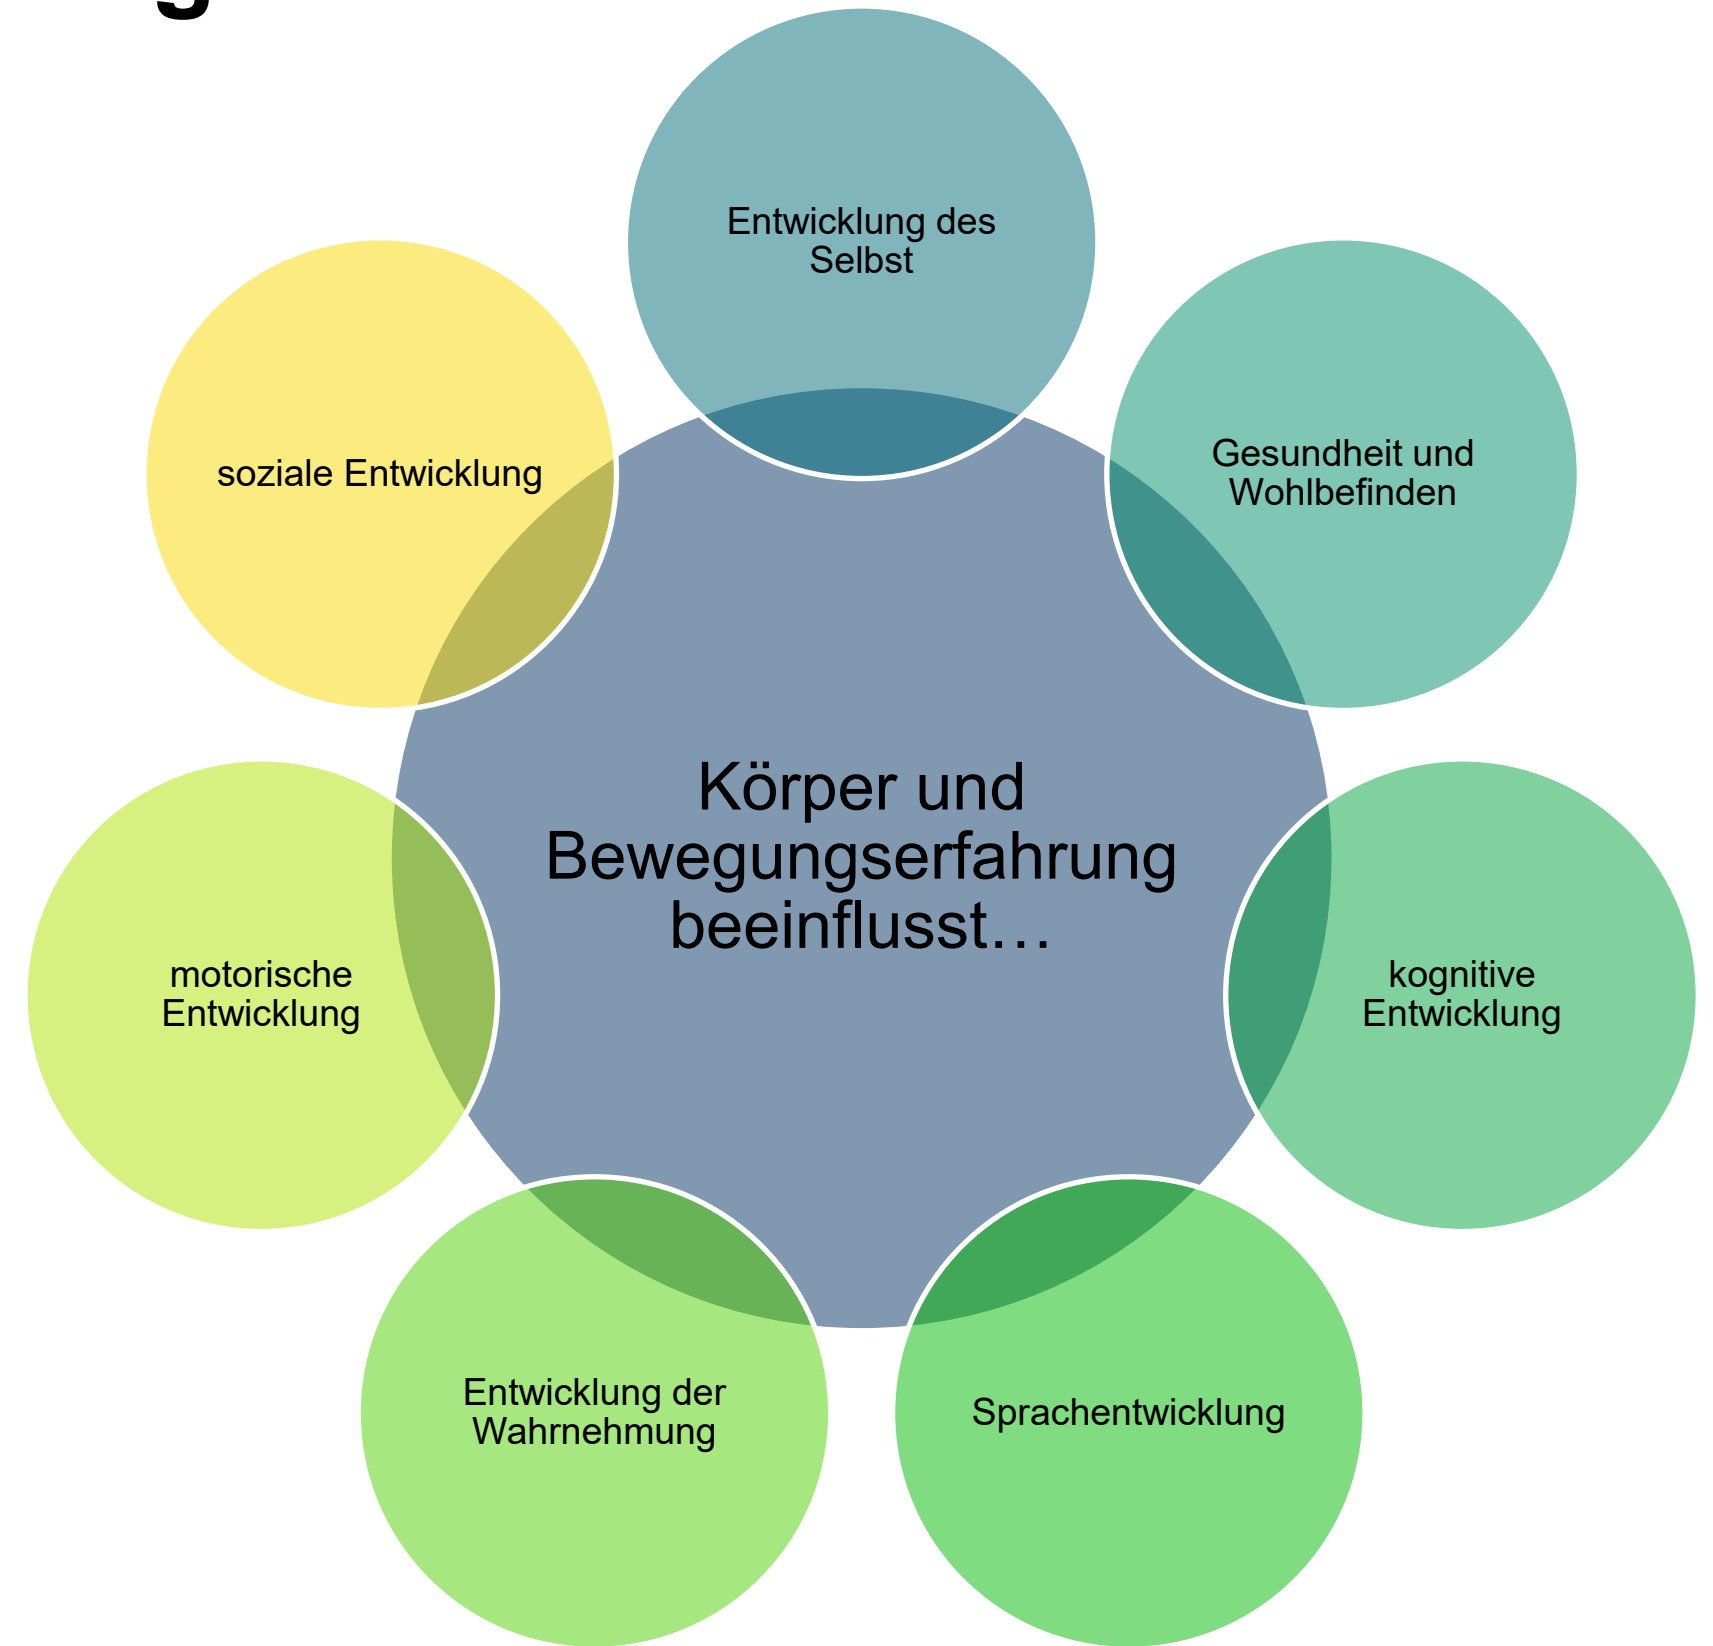 Entwicklung des
Selbst
Gesundheit und
Wohlbefinden
kognitive
Entwicklung
Sprachentwicklung
Entwicklung der
Wahrnehmung
motorische
Entwicklung
soziale Entwicklung
Körper und
Bewegungserfahrung
beeinflusst…